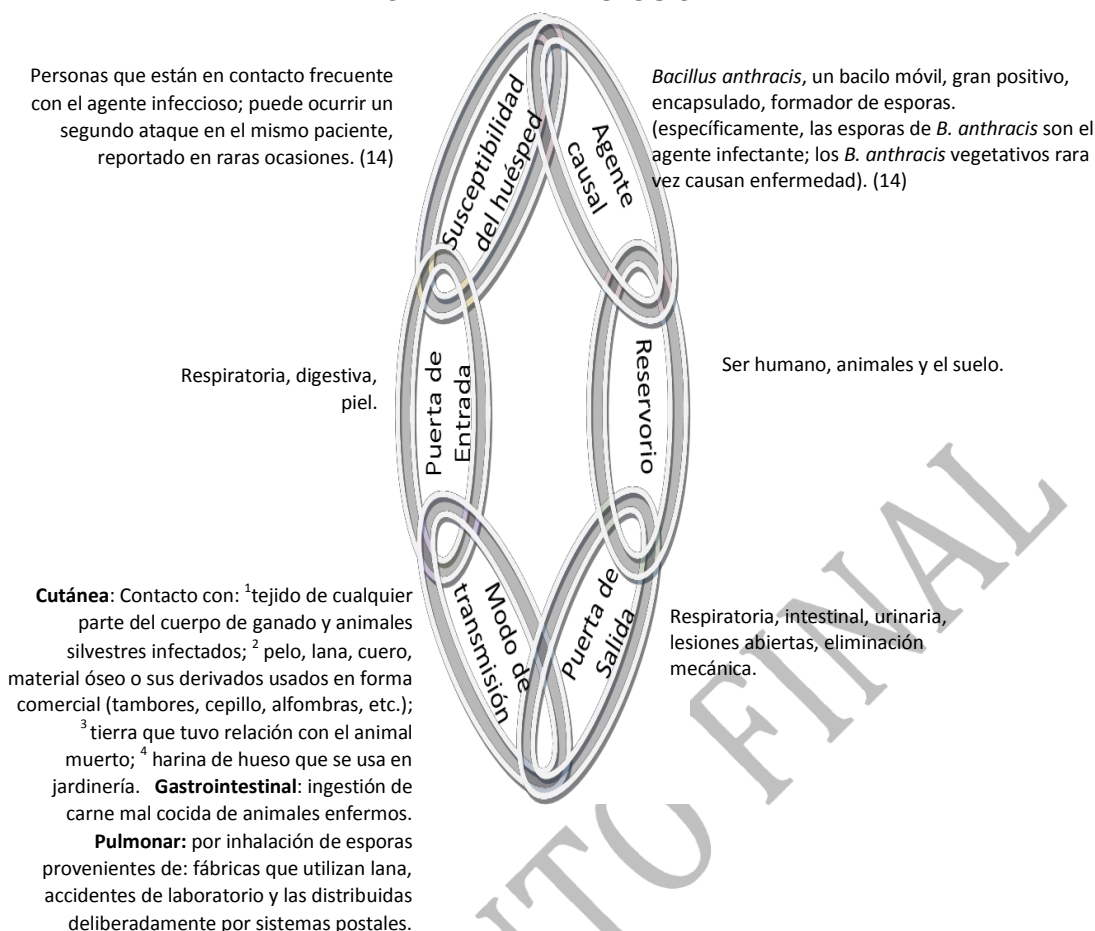 Personas que están en contacto frecuente
con el agente infeccioso; puede ocurrir un
segundo ataque en el mismo paciente,
reportado en raras ocasiones. (14)
Susceptibilidad
del huésped
Agente
causal
Bacillus anthracis, un bacilo móvil, gran positivo,
encapsulado, formador de esporas.
(específicamente, las esporas de B. anthracis son el
agente infectante; los B. anthracis vegetativos rara
vez causan enfermedad). (14)
Respiratoria, digestiva,
piel.
Puerta de
Entrada
Reservorio
Ser humano, animales y el suelo.
Cutánea: Contacto con: 1tejido de cualquier
parte del cuerpo de ganado y animales
silvestres infectados; 2 pelo, lana, cuero,
material óseo o sus derivados usados en forma
comercial (tambores, cepillo, alfombras, etc.);
3 tierra que tuvo relación con el animal
muerto; 4 harina de hueso que se usa en
jardinería. Gastrointestinal: ingestión de
carne mal cocida de animales enfermos.
Pulmonar: por inhalación de esporas
provenientes de: fábricas que utilizan lana,
accidentes de laboratorio y las distribuidas
deliberadamente por sistemas postales.
Modo de
transmisión
Puerta de
Salida
Respiratoria, intestinal, urinaria,
lesiones abiertas, eliminación
mecánica.
NTO FINAL